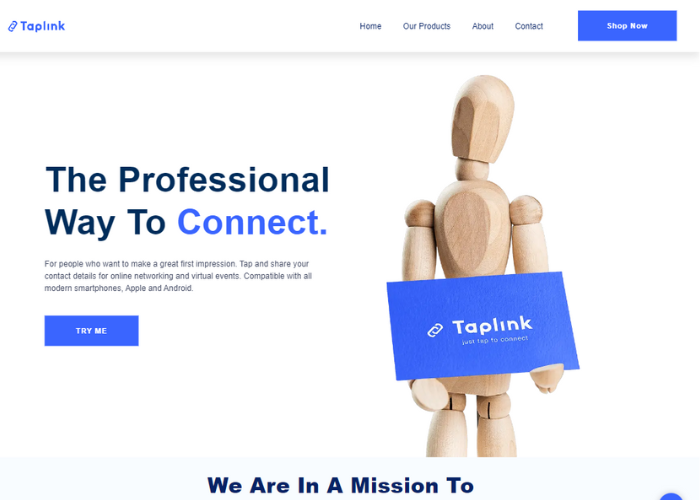 Taplink
Home Our Products About Contact Shop Now
The Professional
Way To Connect.
For people who want to make a great first impression. Tap and share your
contact details for online networking and virtual events. Compatible with all
modern smartphones, Apple and Android.
TRY ME
Taplink
just tap to connect
We Are In A Mission To